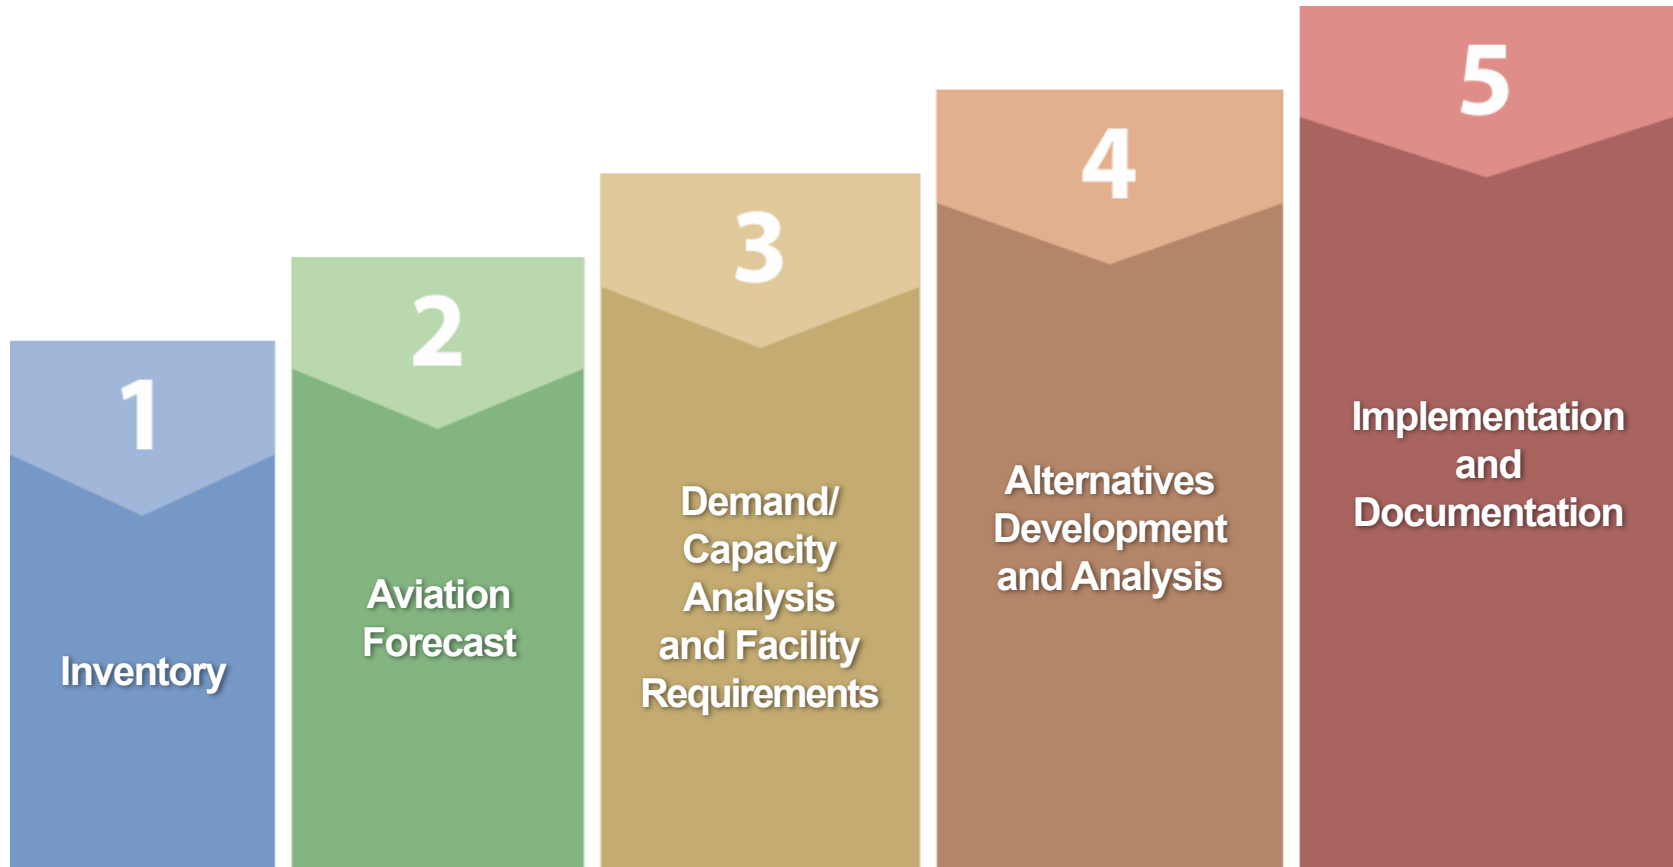 1
Inventory
2
Aviation
Forecast
3
Demand/
Capacity
Analysis
and Facility
Requirements
4
Alternatives
Development
and Analysis
5
Implementation
and
Documentation